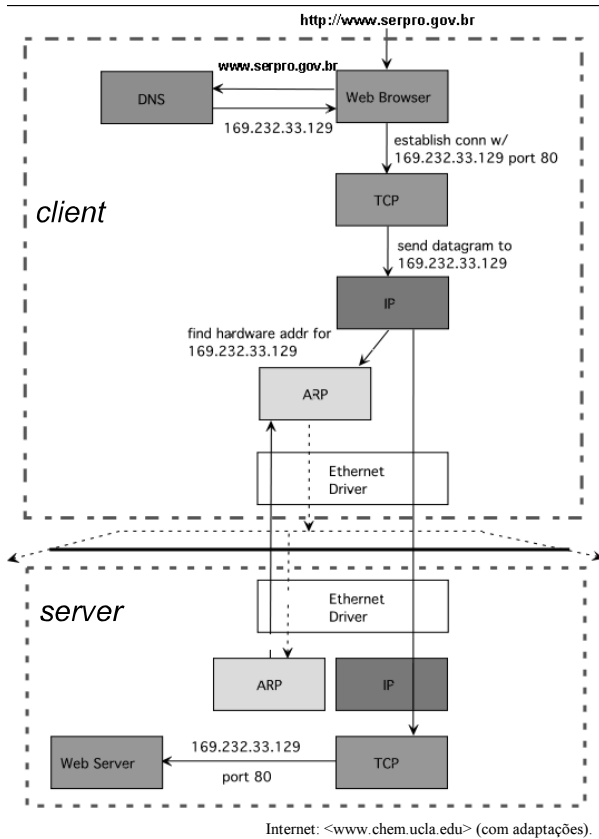 http://www.serpro.gov.br
www.serpro.gov.br
DNS
Web Browser
169.232.33.129
establish conn w/
169.232.33.129 port 80
client
TCP
send datagram to
169.232.33.129
IP
find hardware addr for
169.232.33.129
ARP
Ethernet
Driver
server
Ethernet
Driver
ARP
IP
Web Server
169.232.33.129
port 80
TCP
Internet: <www.chem.ucla.edu> (com adaptações).